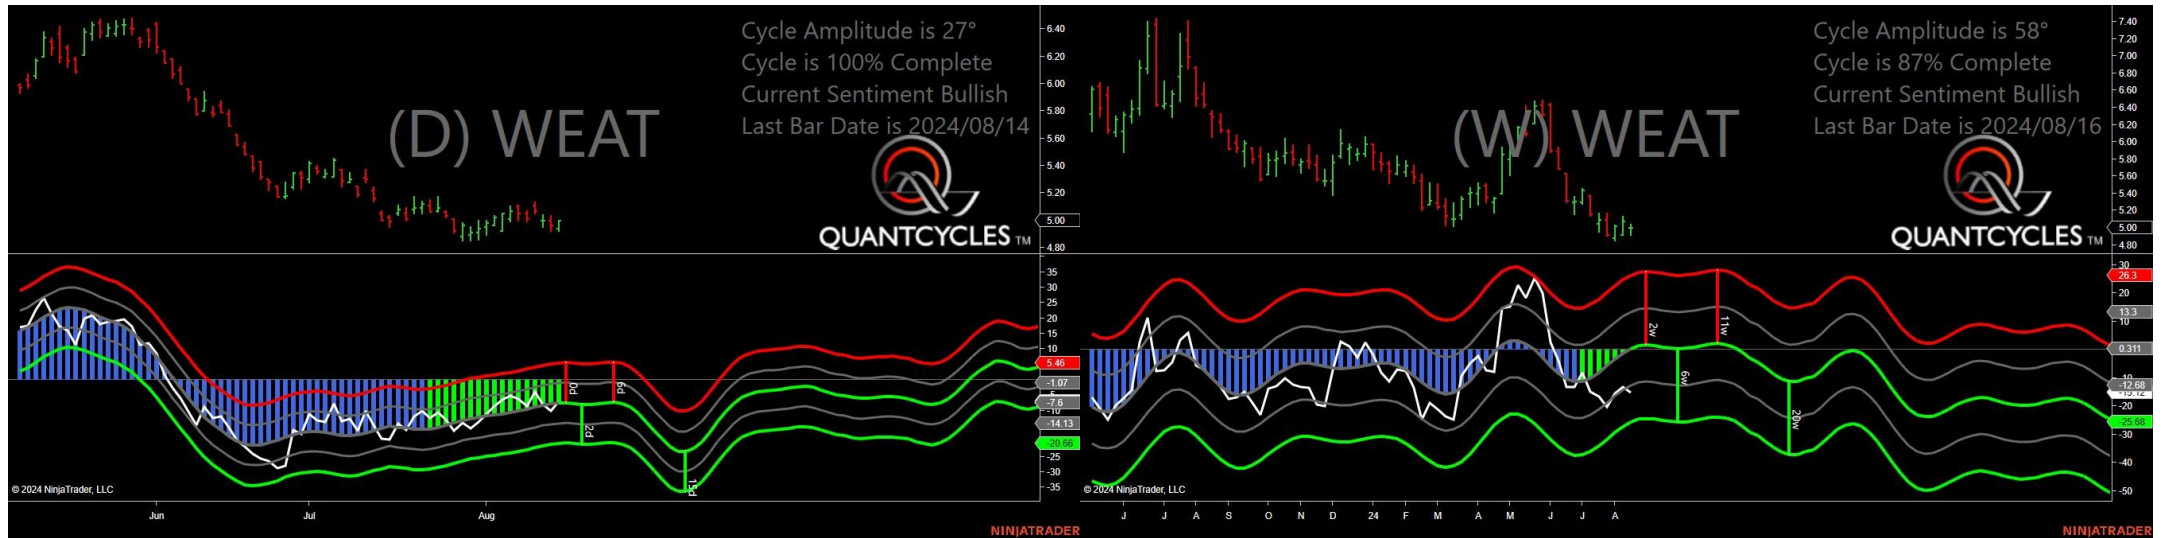 Cycle Amplitude is 27°
Cycle is 100% Complete
Current Sentiment Bullish
Last Bar Date is 2024/08/14
(D) WEAT
QUANTCYCLES TM
6.40
6.20
6.00
5.80
5.60
5.40
5.20
5.00
4.80
35
30
25
20
15
10
5.46
-1.07
-7.6
-10
-14.13
-20.66
-25
-30
-35
0d
6d
2d
15d
© 2024 NinjaTrader, LLC
Jun
Jul
Aug
NINJATRADER
Cycle Amplitude is 58°
Cycle is 87% Complete
Current Sentiment Bullish
Last Bar Date is 2024/08/16
(W) WEAT
QUANTCYCLES TM
7.40
7.20
7.00
6.80
6.60
6.40
6.20
6.00
5.80
5.60
5.40
5.20
5.00
4.80
30
26.3
20
13.3
10
0.311
-12.68
-15.12
-20
-25.68
-30
-40
-50
2w
11w
6w
20w
© 2024 NinjaTrader, LLC
J J A S O N D 24 F M A M J J A
NINJATRADER